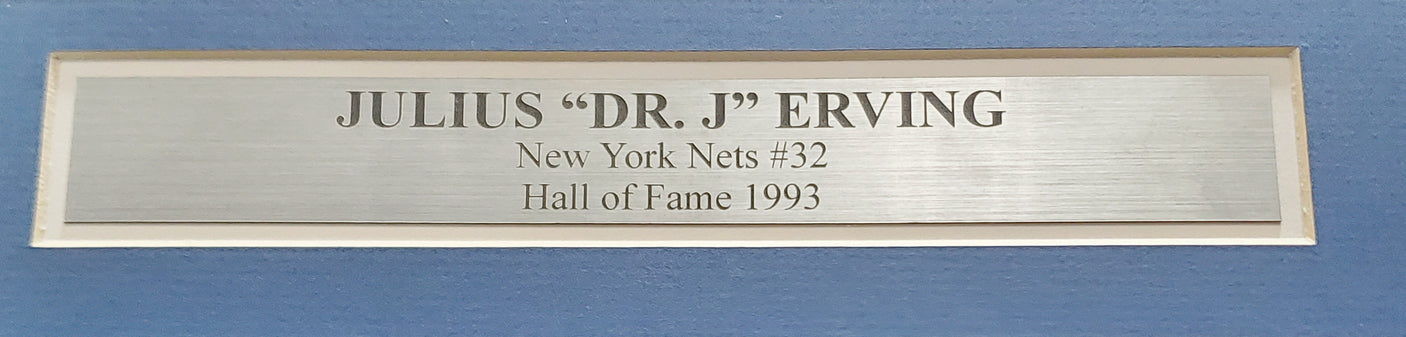 JULIUS “DR. J” ERVING
New York Nets #32
Hall of Fame 1993